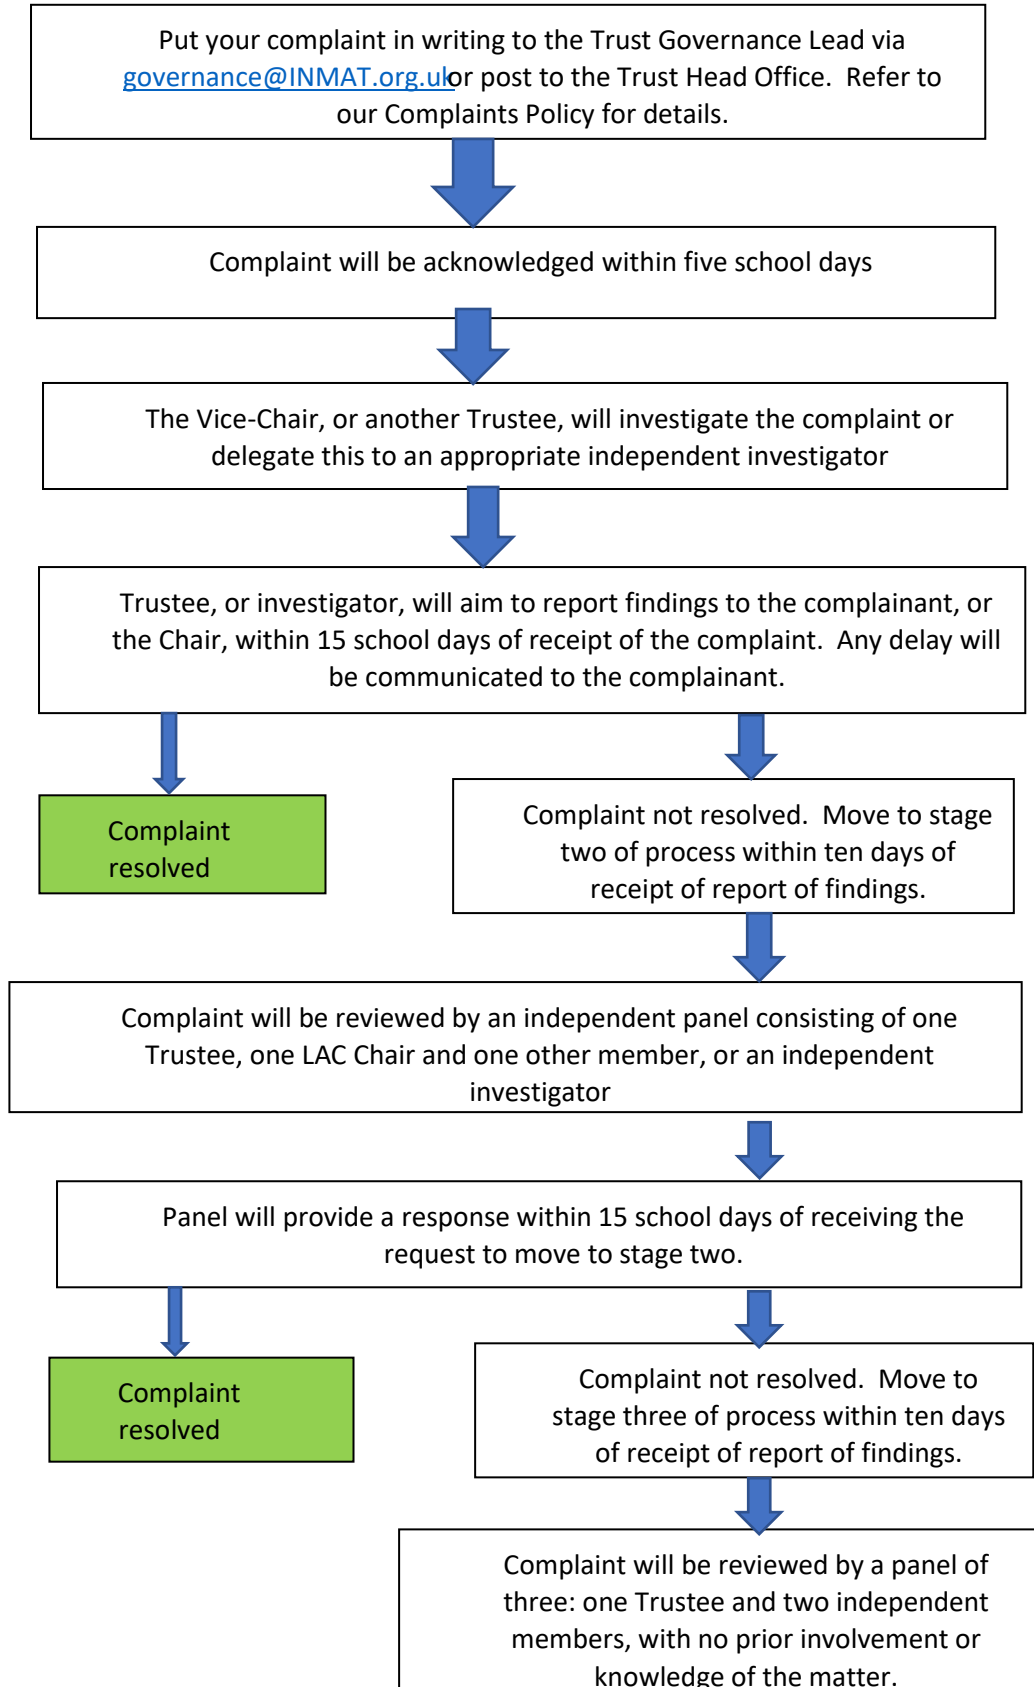 Put your complaint in writing to the Trust Governance Lead via
governance@INMAT.org.uk or post to the Trust Head Office.  Refer to
our Complaints Policy for details.
Complaint will be acknowledged within five school days
The Vice-Chair, or another Trustee, will investigate the complaint or
delegate this to an appropriate independent investigator
Trustee, or investigator, will aim to report findings to the complainant, or
the Chair, within 15 school days of receipt of the complaint.  Any delay will
be communicated to the complainant.
Complaint
resolved
Complaint not resolved.  Move to stage
two of process within ten days of
receipt of report of findings.
Complaint will be reviewed by an independent panel consisting of one
Trustee, one LAC Chair and one other member, or an independent
investigator
Panel will provide a response within 15 school days of receiving the
request to move to stage two.
Complaint
resolved
Complaint not resolved.  Move to
stage three of process within ten days
of receipt of report of findings.
Complaint will be reviewed by a panel of
three: one Trustee and two independent
members, with no prior involvement or
knowledge of the matter.